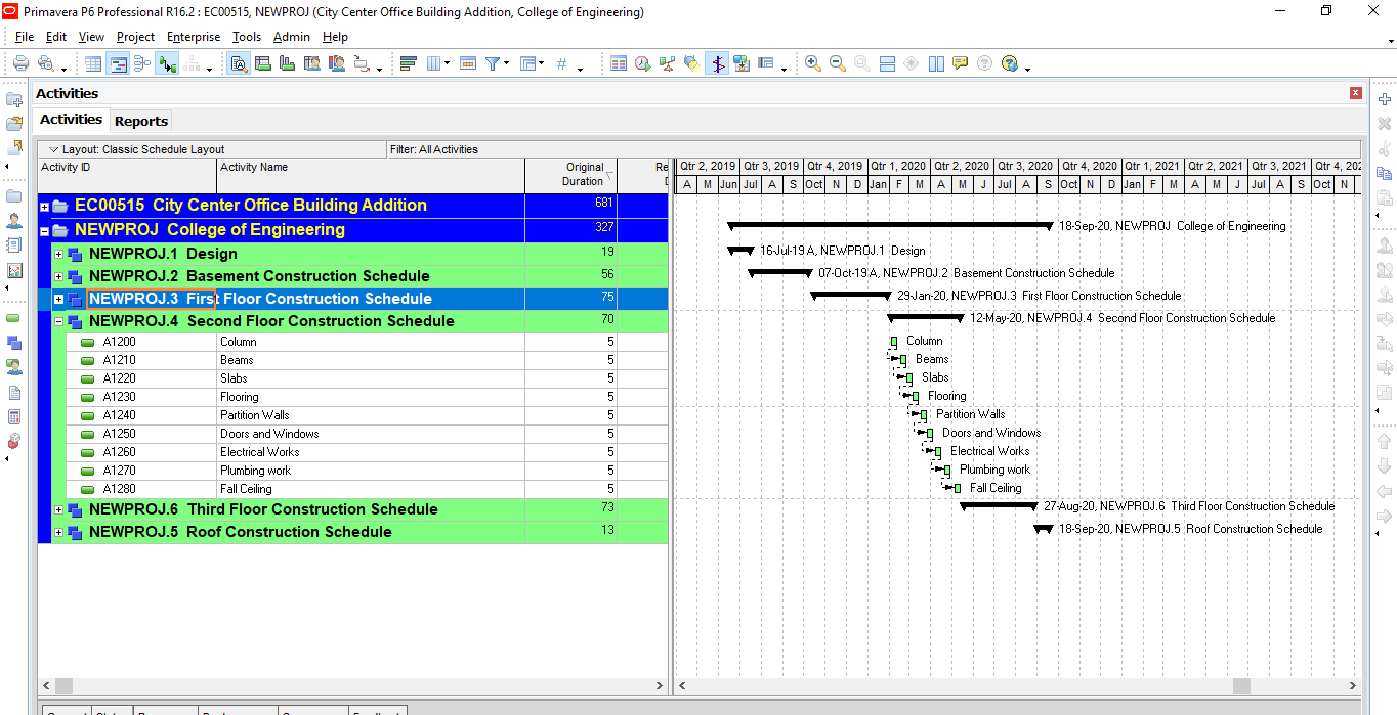 Primavera P6 Professional R16.2 : EC00515, NEWPROJ (City Center Office Building Addition, College of Engineering)
File Edit View Project Enterprise Tools Admin Help
Activities
Activities Reports
Layout: Classic Schedule Layout Filter: All Activities
Activity ID Activity Name Original Duration Re D
Qtr 2, 2019 Qtr 3, 2019 Qtr 4, 2019 Qtr 1, 2020 Qtr 2, 2020 Qtr 3, 2020 Qtr 4, 2020 Qtr 1, 2021 Qtr 2, 2021 Qtr 3, 2021 Qtr 4, 202
A M Jun Jul A S Oct N D Jan F M A M J Jul A S Oct N D Jan F M A M J Jul A S Oct N
EC00515 City Center Office Building Addition 681
NEWPROJ College of Engineering 327 18-Sep-20, NEWPROJ College of Engineering
NEWPROJ.1 Design 19 16-Jul-19 A, NEWPROJ.1 Design
NEWPROJ.2 Basement Construction Schedule 56 07-Oct-19 A, NEWPROJ.2 Basement Construction Schedule
NEWPROJ.3 First Floor Construction Schedule 75 29-Jan-20, NEWPROJ.3 First Floor Construction Schedule
NEWPROJ.4 Second Floor Construction Schedule 70 12-May-20, NEWPROJ.4 Second Floor Construction Schedule
A1200 Column 5 Column
A1210 Beams 5 Beams
A1220 Slabs 5 Slabs
A1230 Flooring 5 Flooring
A1240 Partition Walls 5 Partition Walls
A1250 Doors and Windows 5 Doors and Windows
A1260 Electrical Works 5 Electrical Works
A1270 Plumbing work 5 Plumbing work
A1280 Fall Ceiling 5 Fall Ceiling
NEWPROJ.6 Third Floor Construction Schedule 73 27-Aug-20, NEWPROJ.6 Third Floor Construction Schedule
NEWPROJ.5 Roof Construction Schedule 13 18-Sep-20, NEWPROJ.5 Roof Construction Schedule